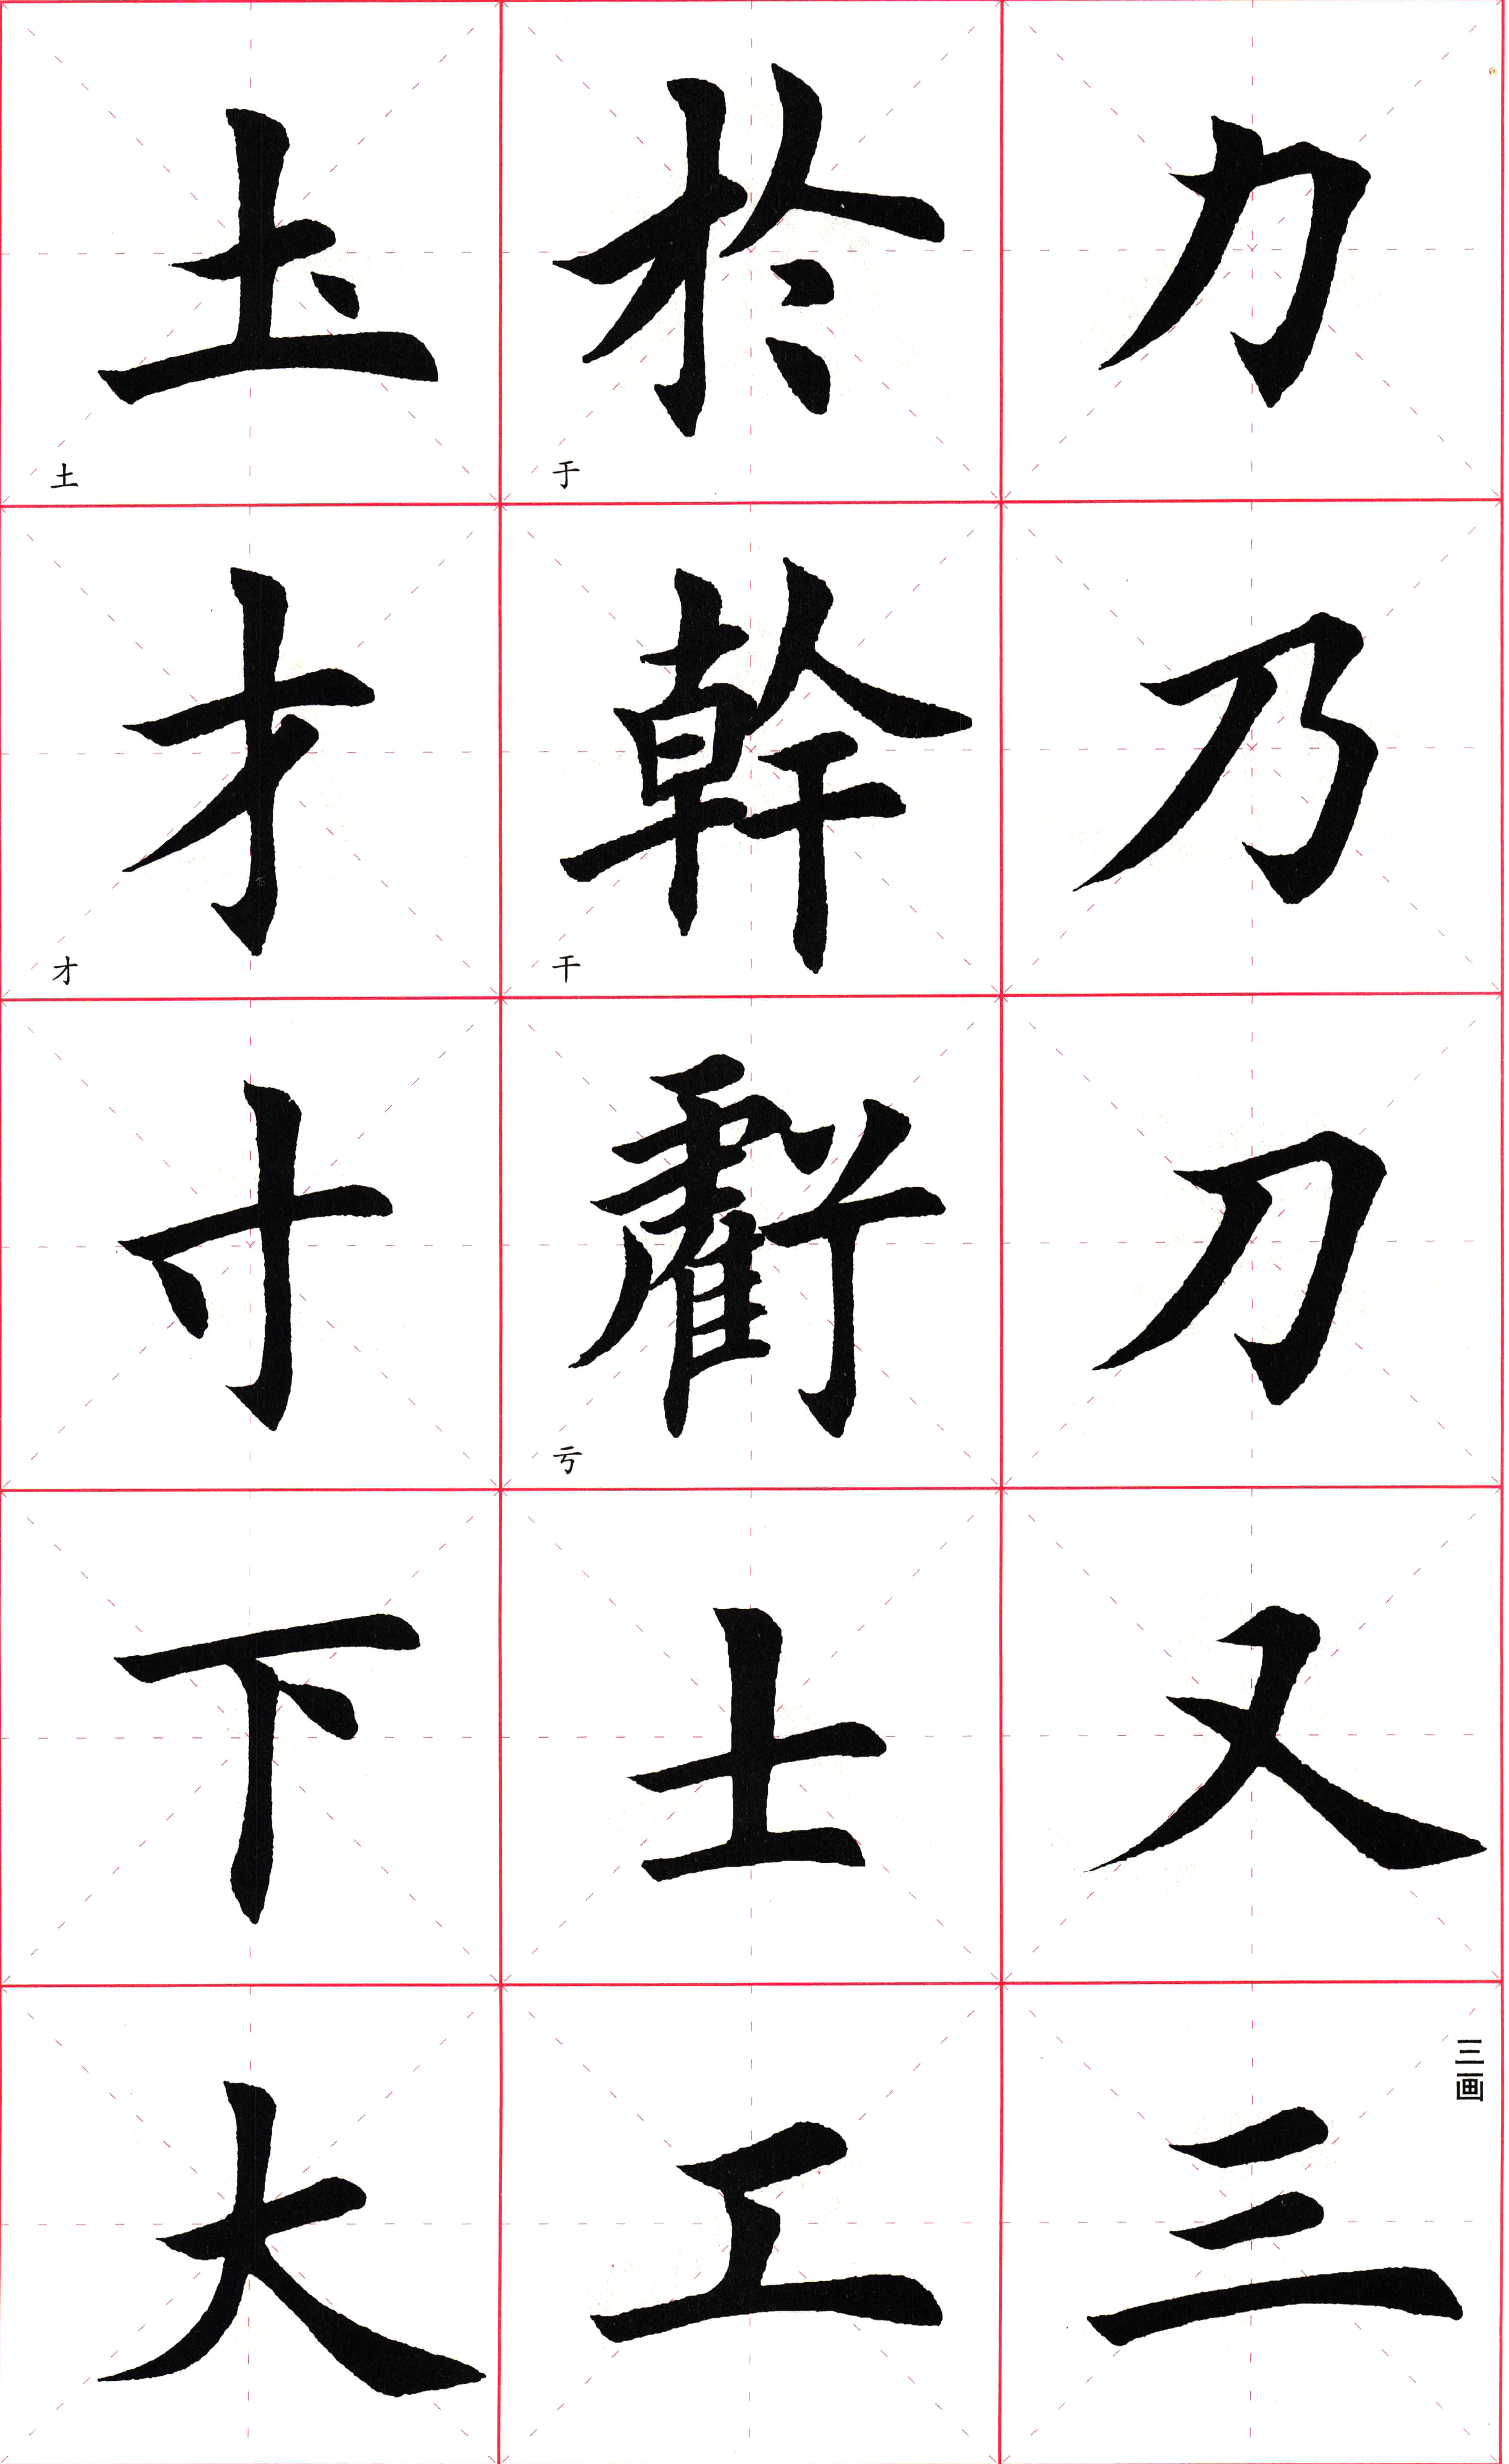 力
乃
刀
又
三画
三
於
于
幹
干
虧
亏
士
工
圡
土
才
才
寸
下
大